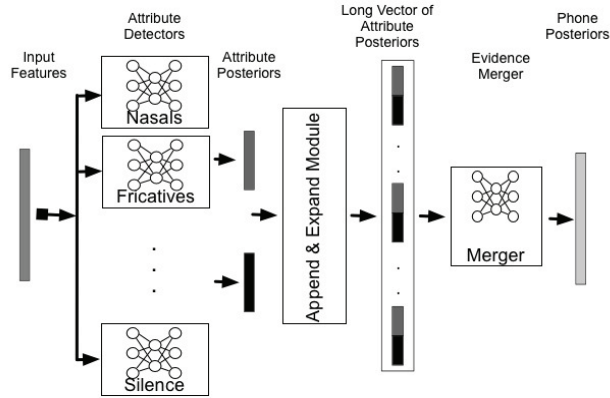 Input
Features
Attribute
Detectors
Attribute
Posteriors
Long Vector of
Attribute
Posteriors
Evidence
Merger
Phone
Posteriors
Nasals
Fricatives
Silence
Append & Expand Module
Merger